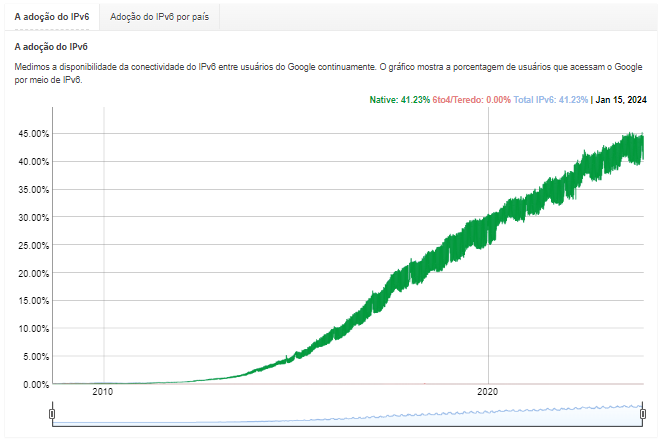 A adoção do IPv6 Adoção do IPv6 por país
A adoção do IPv6
Medimos a disponibilidade da conectividade do IPv6 entre usuários do Google continuamente. O gráfico mostra a porcentagem de usuários que acessam o Google
por meio de IPv6.
Native: 41.23% 6to4/Teredo: 0.00% Total IPv6: 41.23% | Jan 15, 2024
45.00%
40.00%
35.00%
30.00%
25.00%
20.00%
15.00%
10.00%
5.00%
0.00%
2010 2020